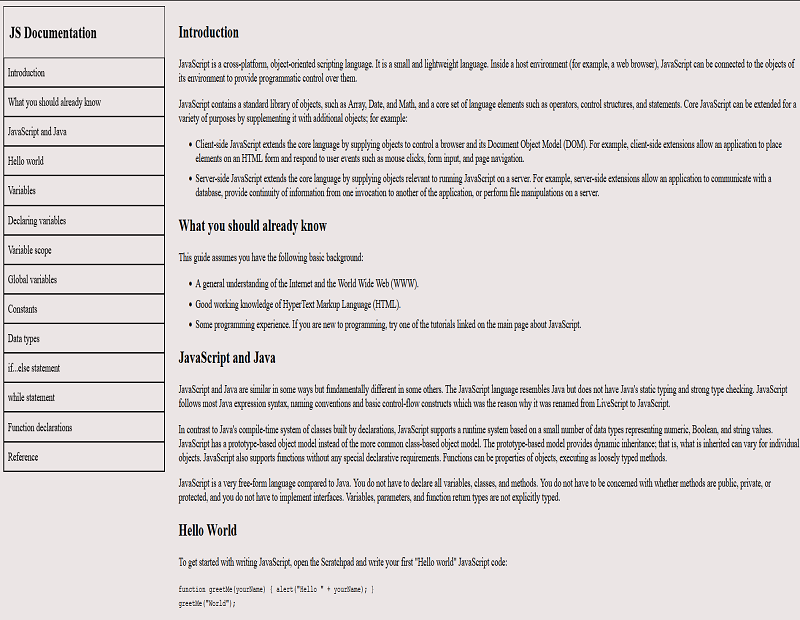 JS Documentation
Introduction
What you should already know
JavaScript and Java
Hello world
Variables
Declaring variables
Variable scope
Global variables
Constants
Data types
if...else statement
while statement
Function declarations
Reference
Introduction
JavaScript is a cross-platform, object-oriented scripting language. It is a small and lightweight language. Inside a host environment (for example, a web browser), JavaScript can be connected to the objects of
its environment to provide programmatic control over them.
JavaScript contains a standard library of objects, such as Array, Date, and Math, and a core set of language elements such as operators, control structures, and statements. Core JavaScript can be extended for a
variety of purposes by supplementing it with additional objects; for example:
• Client-side JavaScript extends the core language by supplying objects to control a browser and its Document Object Model (DOM). For example, client-side extensions allow an application to place
elements on an HTML form and respond to user events such as mouse clicks, form input, and page navigation.
• Server-side JavaScript extends the core language by supplying objects relevant to running JavaScript on a server. For example, server-side extensions allow an application to communicate with a
database, provide continuity of information from one invocation to another of the application, or perform file manipulations on a server.
What you should already know
This guide assumes you have the following basic background:
• A general understanding of the Internet and the World Wide Web (WWW).
• Good working knowledge of HyperText Markup Language (HTML).
• Some programming experience. If you are new to programming, try one of the tutorials linked on the main page about JavaScript.
JavaScript and Java
JavaScript and Java are similar in some ways but fundamentally different in some others. The JavaScript language resembles Java but does not have Java's static typing and strong type checking. JavaScript
follows most Java expression syntax, naming conventions and basic control-flow constructs which was the reason why it was renamed from LiveScript to JavaScript.
In contrast to Java's compile-time system of classes built by declarations, JavaScript supports a runtime system based on a small number of data types representing numeric, Boolean, and string values.
JavaScript has a prototype-based object model instead of the more common class-based object model. The prototype-based model provides dynamic inheritance; that is, what is inherited can vary for individual
objects. JavaScript also supports functions without any special declarative requirements. Functions can be properties of objects, executing as loosely typed methods.
JavaScript is a very free-form language compared to Java. You do not have to declare all variables, classes, and methods. You do not have to be concerned with whether methods are public, private, or
protected, and you do not have to implement interfaces. Variables, parameters, and function return types are not explicitly typed.
Hello World
To get started with writing JavaScript, open the Scratchpad and write your first "Hello world" JavaScript code:
function greetMe(yourName) { alert("Hello " + yourName); }
greetMe("World");